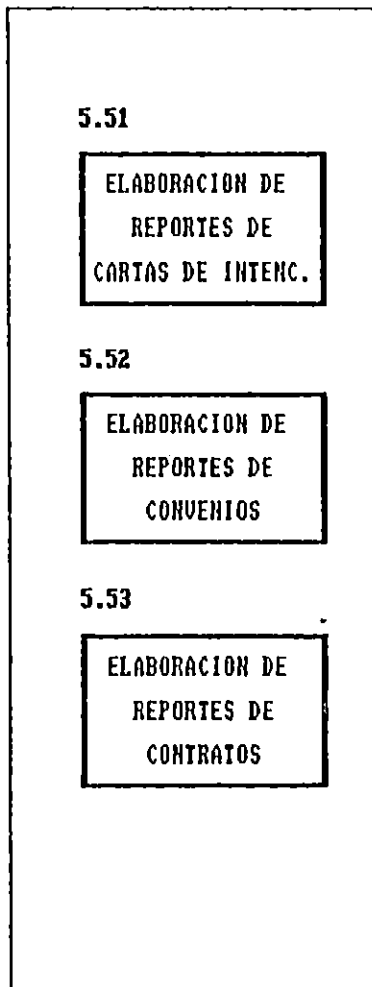 5.51
ELABORACION DE
REPORTES DE
CARTAS DE INTENC.
5.52
ELABORACION DE
REPORTES DE
CONVENIOS
5.53
ELABORACION DE
REPORTES DE
CONTRATOS